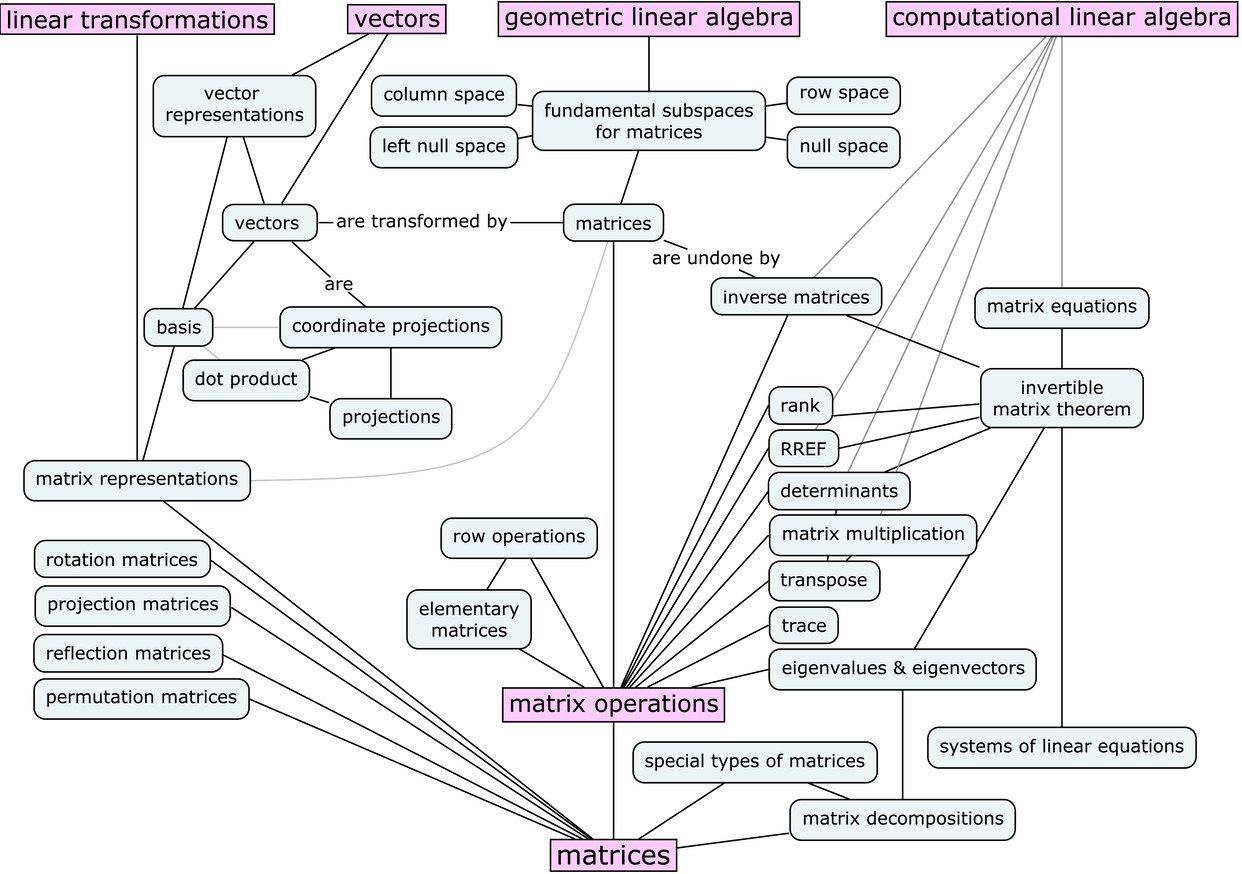 linear transformations
vectors
geometric linear algebra
computational linear algebra
vector
representations
column space
left null space
fundamental subspaces
for matrices
row space
null space
vectors
are transformed by
matrices
are undone by
inverse matrices
are
basis
coordinate projections
dot product
projections
matrix equations
invertible
matrix theorem
rank
RREF
determinants
matrix multiplication
transpose
trace
eigenvalues & eigenvectors
matrix representations
rotation matrices
projection matrices
reflection matrices
permutation matrices
row operations
elementary
matrices
matrix operations
special types of matrices
systems of linear equations
matrix decompositions
matrices